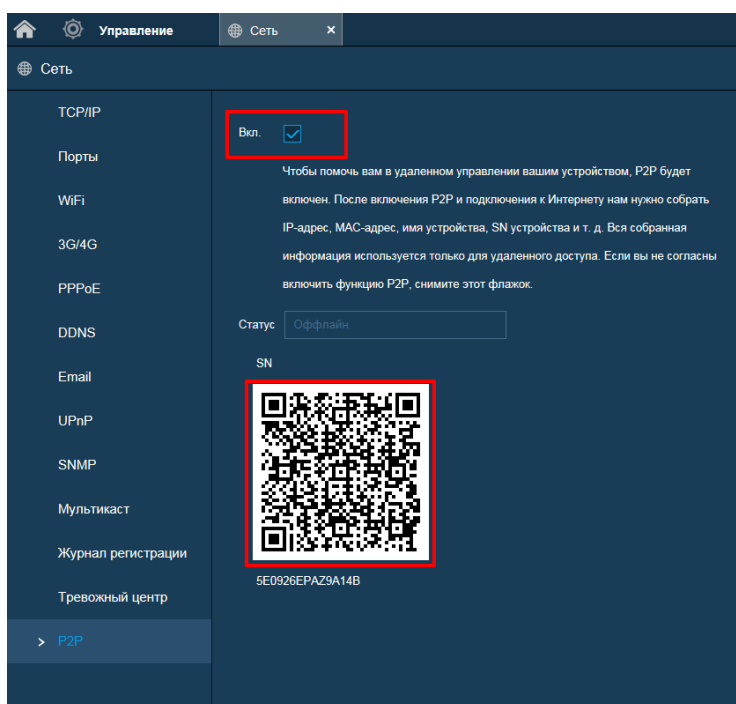 Управление
Сеть ×
Сеть
TCP/IP
Порты
WiFi
3G/4G
PPPoE
DDNS
Email
UPnP
SNMP
Мультикаст
Журнал регистрации
Тревожный центр
> P2P
Вкл.
Чтобы помочь вам в удаленном управлении вашим устройством, P2P будет
включен. После включения P2P и подключения к Интернету нам нужно собрать
IP-адрес, MAC-адрес, имя устройства, SN устройства и т. д. Вся собранная
информация используется только для удаленного доступа. Если вы не согласны
включить функцию P2P, снимите этот флажок.
Статус Оффлайн
SN
5E0926EPAZ9A14B